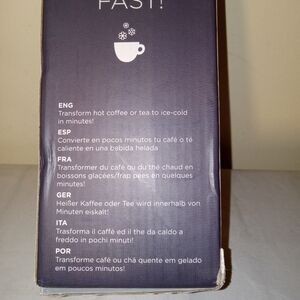 FAST!
ENG
Transform hot coffee or tea to ice-cold
in minutes!
ESP
Convierte en pocos minutos tu café o té
caliente en una bebida helada
FRA
Transformer du café ou du thé chaud en
boissons glaçées/frap pées en quelques
minutes!
GER
Heißer Kaffee oder Tee wird innerhalb von
Minuten eiskalt!
ITA
Trasforma il caffè ed il the da caldo a
freddo in pochi minuti!
POR
Transforme café ou chá quente em gelado
em poucos minutos!